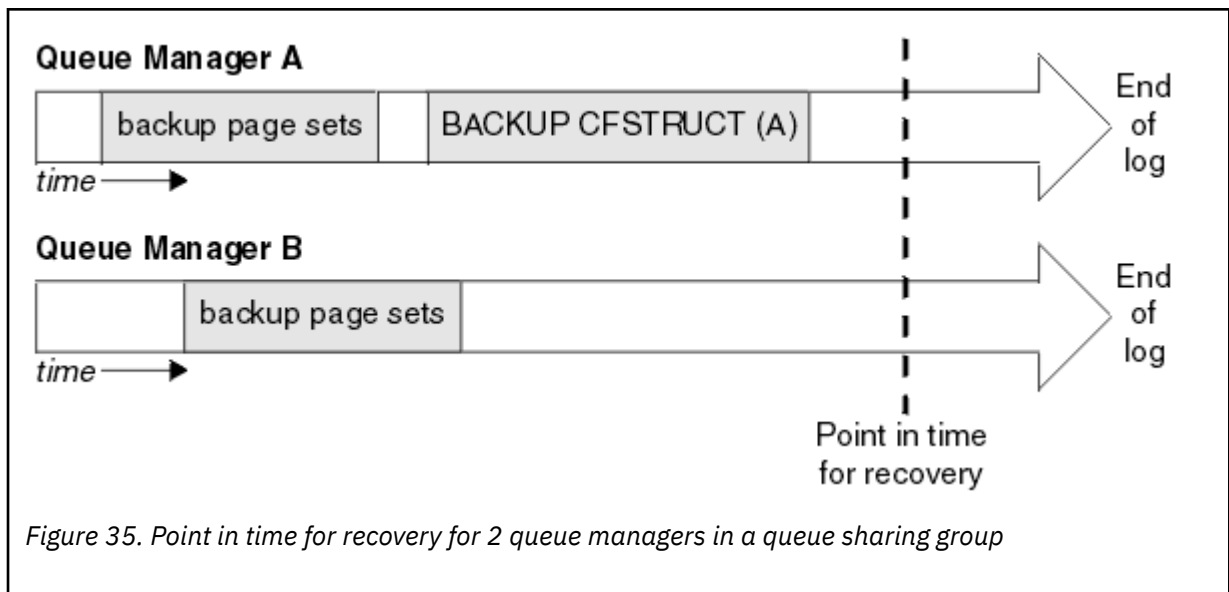 Queue Manager A
backup page sets
BACKUP CFSTRUCT (A)
End
of
log
time
Queue Manager B
backup page sets
End
of
log
time
Point in time
for recovery
Figure 35. Point in time for recovery for 2 queue managers in a queue sharing group